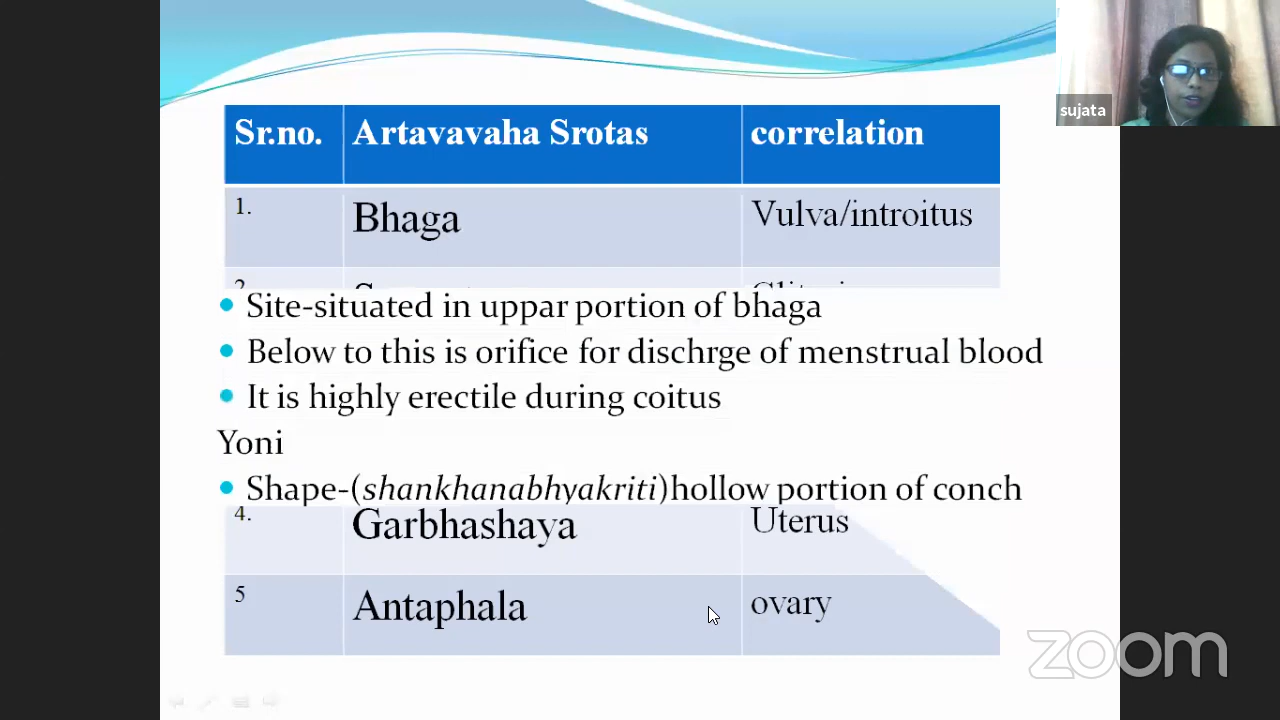 sujata
Sr.no. Artavavaha Srotas correlation
1. Bhaga Vulva/introitus
Site-situated in uppar portion of bhaga
Below to this is orifice for dischrge of menstrual blood
It is highly erectile during coitus
Yoni
Shape-(shankhanabhyakriti)hollow portion of conch
4. Garbhashaya Uterus
5 Antaphala ovary
zoom